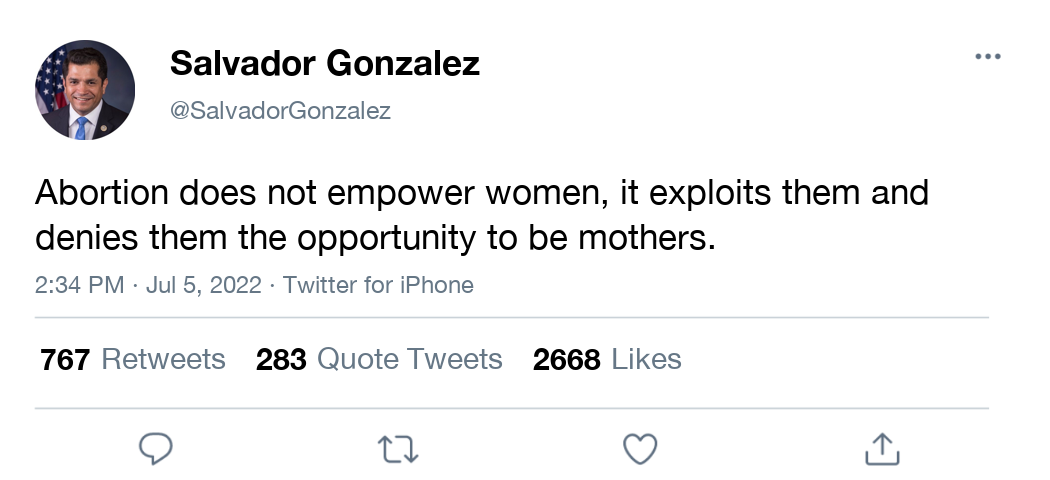 Salvador Gonzalez
@SalvadorGonzalez
Abortion does not empower women, it exploits them and
denies them the opportunity to be mothers.
2:34 PM · Jul 5, 2022 · Twitter for iPhone
767 Retweets 283 Quote Tweets 2668 Likes